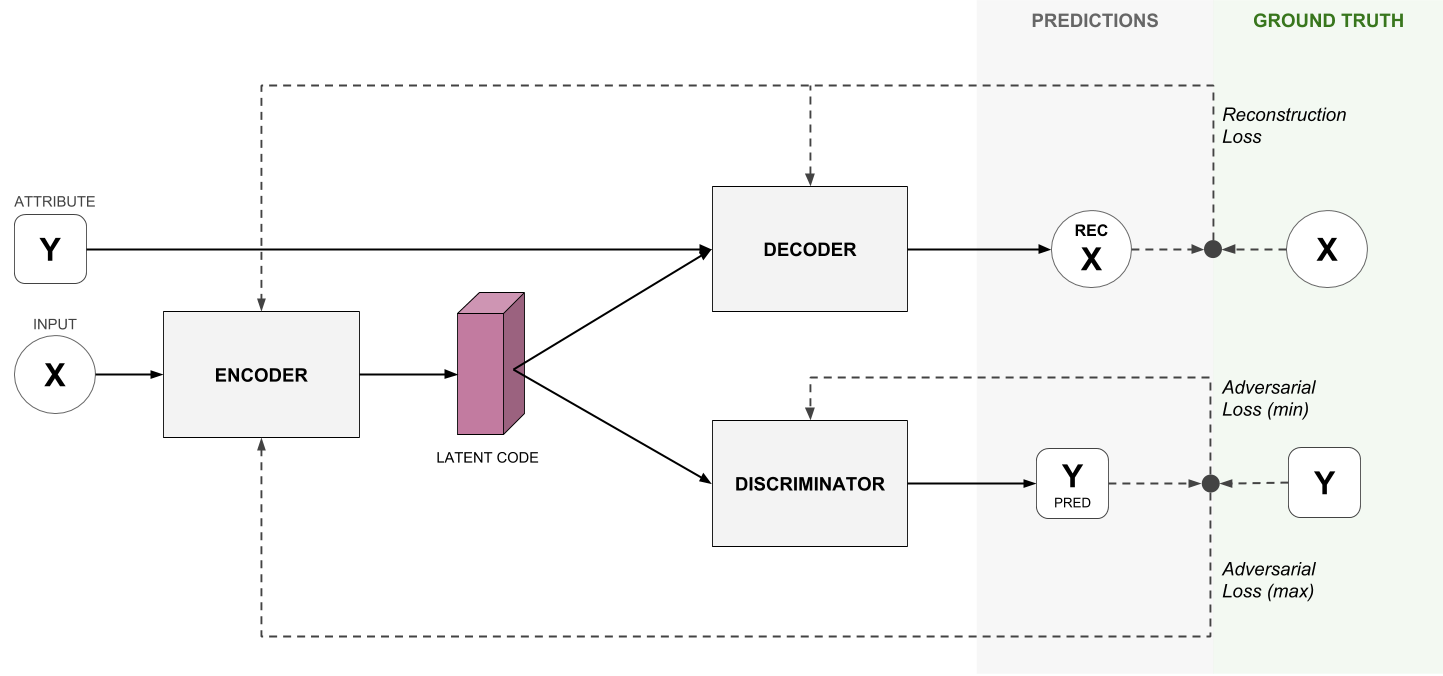 PREDICTIONS
GROUND TRUTH
Reconstruction
Loss
ATTRIBUTE
Y
DECODER
REC
X
X
INPUT
X
ENCODER
LATENT CODE
Adversarial
Loss (min)
DISCRIMINATOR
Y
PRED
Y
Adversarial
Loss (max)